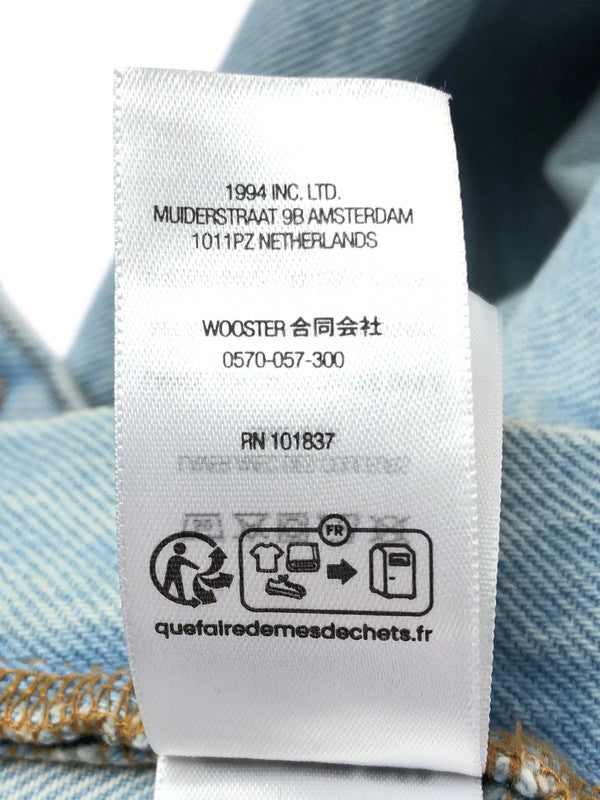 1994 INC. LTD.
MUIDERSTRAAT 9B AMSTERDAM
1011PZ NETHERLANDS
WOOSTER 合同会社
0570-057-300
RN 101837
FR
quefairedemesdechets.fr